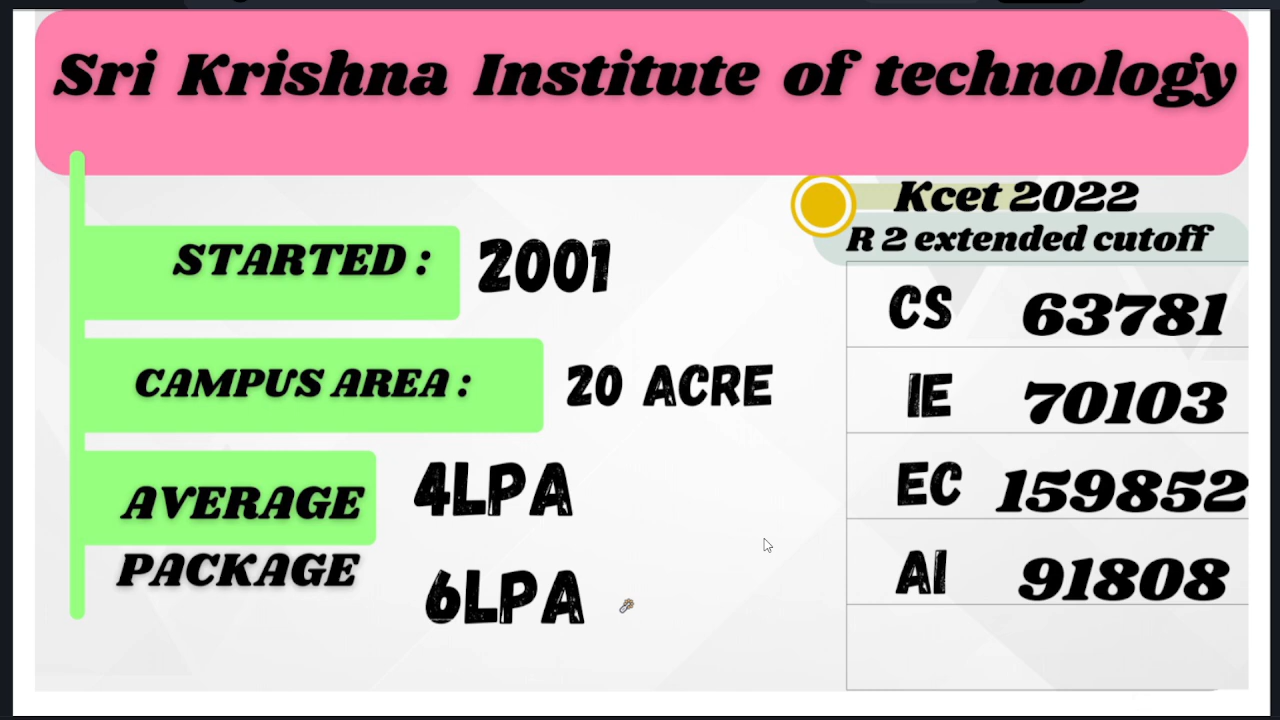 Sri Krishna Institute of technology
STARTED : 2001
CAMPUS AREA : 20 ACRE
AVERAGE 4LPA
PACKAGE 6LPA
Kcet 2022
R 2 extended cutoff
CS 63781
IE 70103
EC 159852
AI 91808